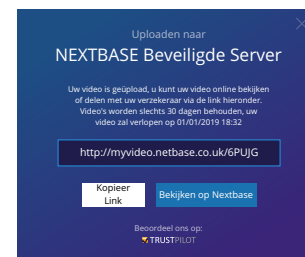 Uploaden naar
NEXTBASE Beveiligde Server
Uw video is geüpload, u kunt uw video online bekijken
of delen met uw verzekeraar via de link hieronder.
Video's worden slechts 30 dagen behouden, uw
video zal verlopen op 01/01/2019 18:32
http://myvideo.netbase.co.uk/6PUJG
Kopieer
Link
Bekijken op Nextbase
Beoordeel ons op:
TRUSTPILOT